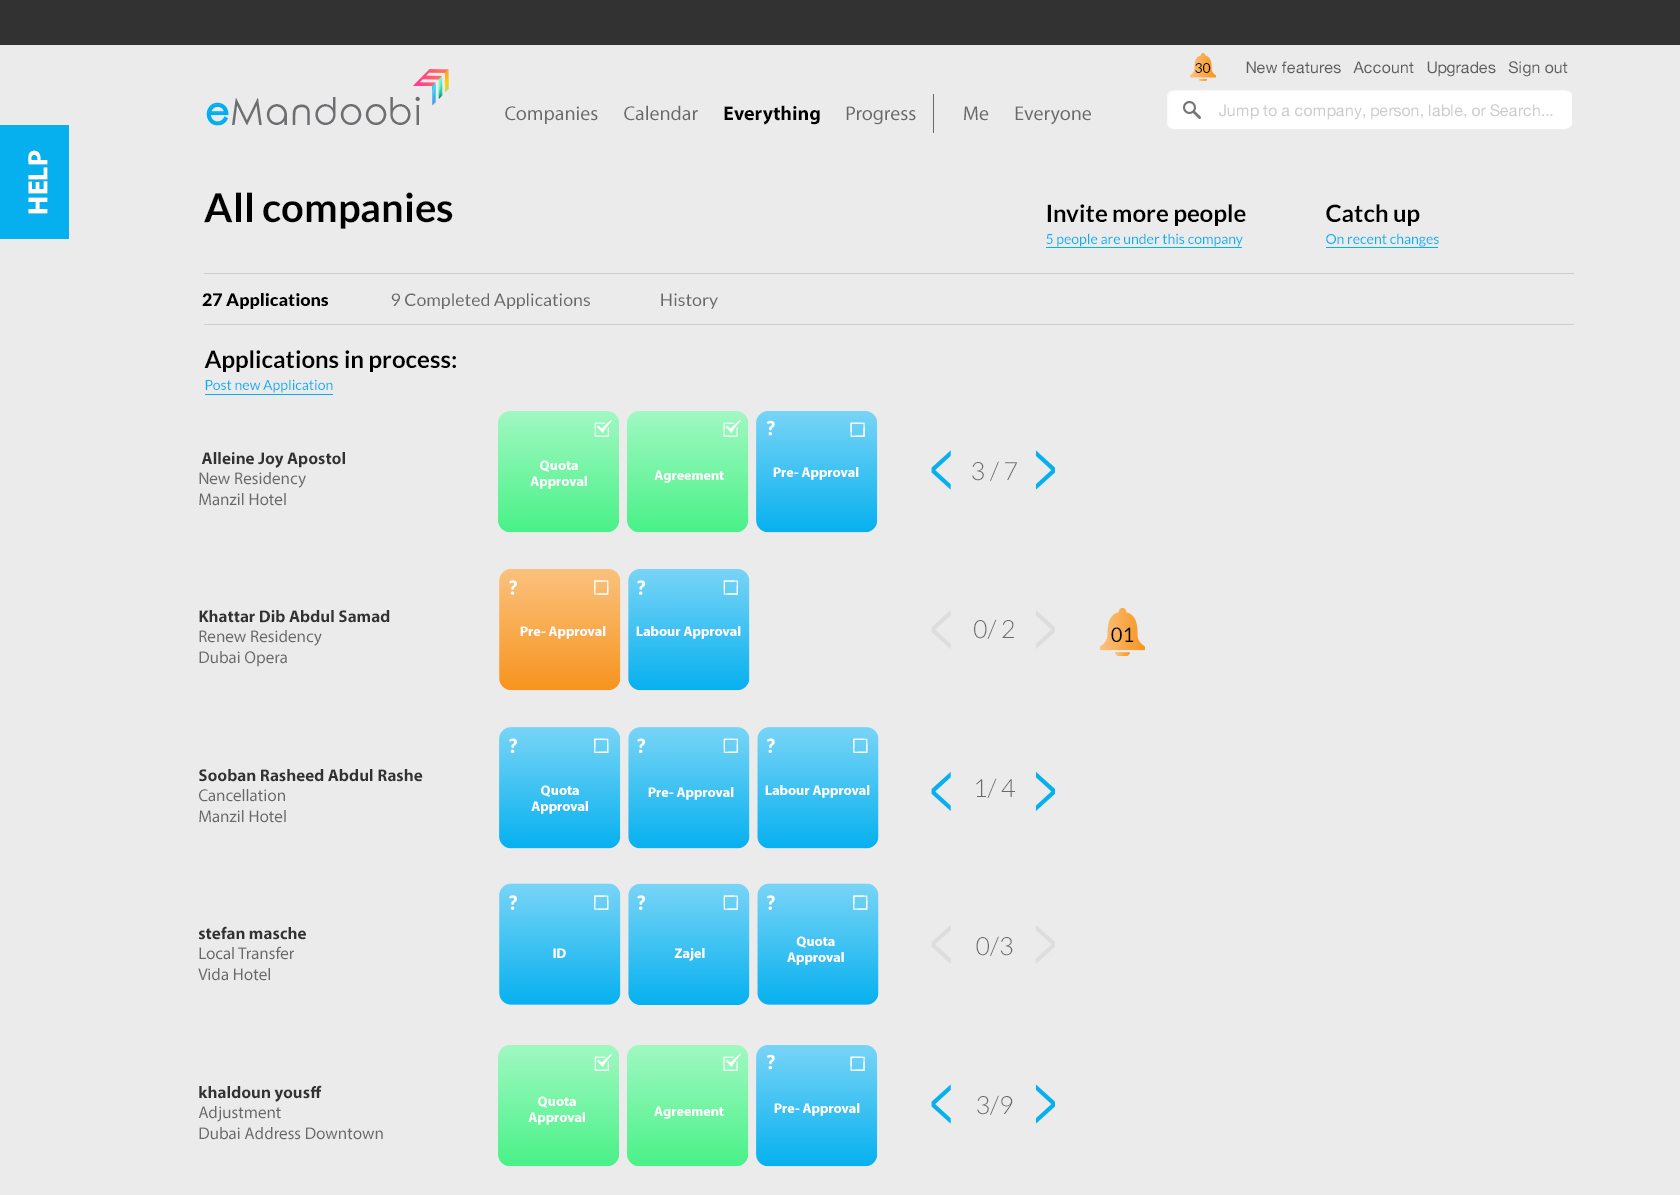 30
New features Account Upgrades Sign out
eMandoobi
Companies Calendar Everything Progress Me Everyone
Jump to a company, person, lable, or Search...
HELP
All companies
Invite more people
5 people are under this company
Catch up
On recent changes
27 Applications 9 Completed Applications History
Applications in process:
Post new Application
Alleine Joy Apostol
New Residency
Manzil Hotel
Quota
Approval
Agreement
?
Pre- Approval
3 / 7
Khattar Dib Abdul Samad
Renew Residency
Dubai Opera
?
Pre- Approval
?
Labour Approval
0/ 2
01
Sooban Rasheed Abdul Rashe
Cancellation
Manzil Hotel
?
Quota
Approval
?
Pre- Approval
?
Labour Approval
1/ 4
stefan masche
Local Transfer
Vida Hotel
?
ID
?
Zajel
?
Quota
Approval
0/3
khaldoun yousff
Adjustment
Dubai Address Downtown
Quota
Approval
Agreement
?
Pre- Approval
3/9